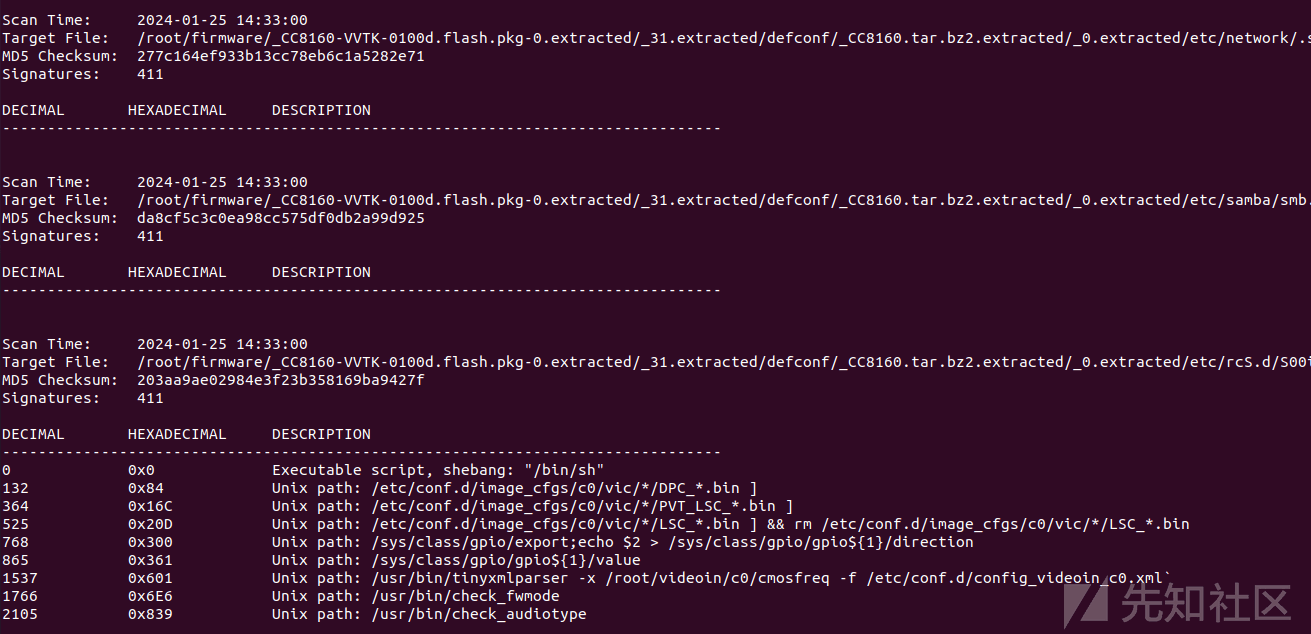 Scan Time:     2024-01-25 14:33:00
Target File:   /root/firmware/_CC8160-VVTK-0100d.flash.pkg-0.extracted/_31.extracted/defconf/_CC8160.tar.bz2.extracted/_0.extracted/etc/network/.s
MD5 Checksum:  277c164ef933b13cc78eb6c1a5282e71
Signatures:    411
DECIMAL       HEXADECIMAL     DESCRIPTION
--------------------------------------------------------------------------------
Scan Time:     2024-01-25 14:33:00
Target File:   /root/firmware/_CC8160-VVTK-0100d.flash.pkg-0.extracted/_31.extracted/defconf/_CC8160.tar.bz2.extracted/_0.extracted/etc/samba/smb.
MD5 Checksum:  da8cf5c3c0ea98cc575df0db2a99d925
Signatures:    411
DECIMAL       HEXADECIMAL     DESCRIPTION
--------------------------------------------------------------------------------
Scan Time:     2024-01-25 14:33:00
Target File:   /root/firmware/_CC8160-VVTK-0100d.flash.pkg-0.extracted/_31.extracted/defconf/_CC8160.tar.bz2.extracted/_0.extracted/etc/rcS.d/S00i
MD5 Checksum:  203aa9ae02984e3f23b358169ba9427f
Signatures:    411
DECIMAL       HEXADECIMAL     DESCRIPTION
--------------------------------------------------------------------------------
0             0x0             Executable script, shebang: "/bin/sh"
132           0x84            Unix path: /etc/conf.d/image_cfgs/c0/vic/*/DPC_*.bin ]
364           0x16C           Unix path: /etc/conf.d/image_cfgs/c0/vic/*/PVT_LSC_*.bin ]
525           0x20D           Unix path: /etc/conf.d/image_cfgs/c0/vic/*/LSC_*.bin ] && rm /etc/conf.d/image_cfgs/c0/vic/*/LSC_*.bin
768           0x300           Unix path: /sys/class/gpio/export;echo $2 > /sys/class/gpio/gpio${1}/direction
865           0x361           Unix path: /sys/class/gpio/gpio${1}/value
1537          0x601           Unix path: /usr/bin/tinyxmlparser -x /root/videoin/c0/cmosfreq -f /etc/conf.d/config_videoin_c0.xml`
1766          0x6E6           Unix path: /usr/bin/check_fwmode
2105          0x839           Unix path: /usr/bin/check_audiotype
先知社区